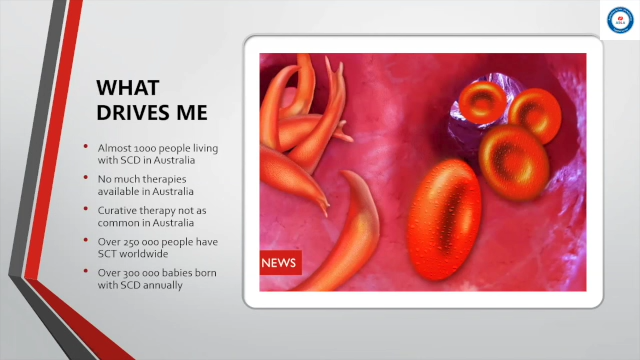 WHAT
DRIVES ME
Almost 1000 people living
with SCD in Australia
No much therapies
available in Australia
Curative therapy not as
common in Australia
Over 250 000 people have
SCT worldwide
Over 300 000 babies born
with SCD annually
NEWS